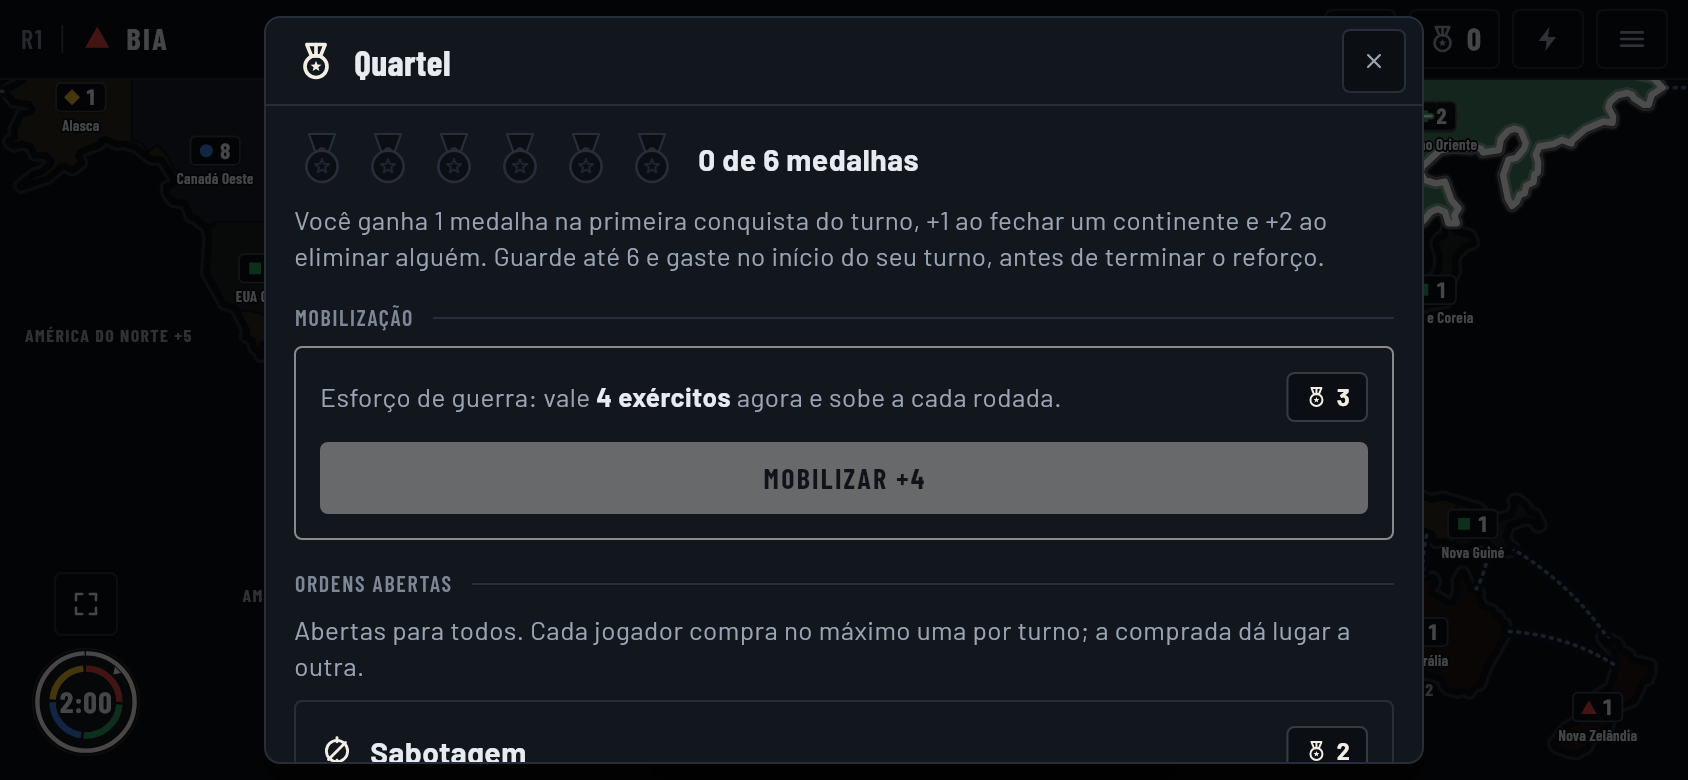 R1
BIA
Quartel
0
1
Alasca
8
Canadá Oeste
2
o Oriente
0 de 6 medalhas
Você ganha 1 medalha na primeira conquista do turno, +1 ao fechar um continente e +2 ao
eliminar alguém. Guarde até 6 e gaste no início do seu turno, antes de terminar o reforço.
EUA
1
e Coreia
MOBILIZAÇÃO
AMÉRICA DO NORTE +5
Esforço de guerra: vale 4 exércitos agora e sobe a cada rodada.
3
MOBILIZAR +4
1
Nova Guiné
ORDENS ABERTAS
AM
Abertas para todos. Cada jogador compra no máximo uma por turno; a comprada dá lugar a
outra.
1
rália
2
2:00
1
Nova Zelândia
Sabotagem
2